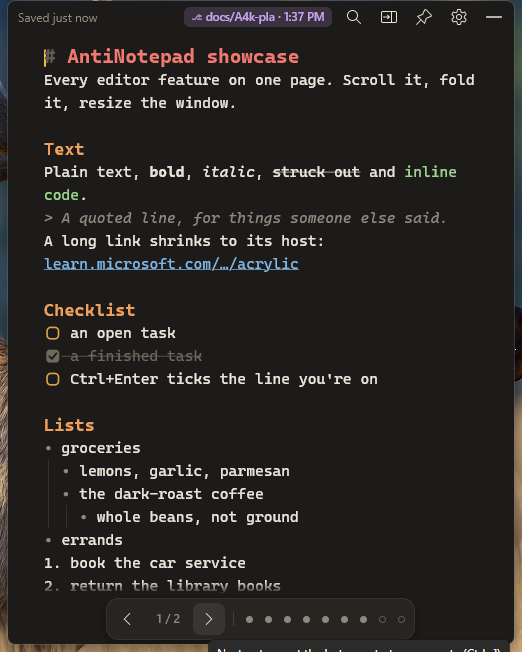 Saved just now
docs/A4k-pla · 1:37 PM
# AntiNotepad showcase
Every editor feature on one page. Scroll it, fold
it, resize the window.
Text
Plain text, bold, italic, struck out and inline
code.
> A quoted line, for things someone else said.
A long link shrinks to its host:
learn.microsoft.com/…/acrylic
Checklist
an open task
a finished task
Ctrl+Enter ticks the line you're on
Lists
• groceries
• lemons, garlic, parmesan
• the dark-roast coffee
• whole beans, not ground
• errands
1. book the car service
2. return the library books
1 / 2